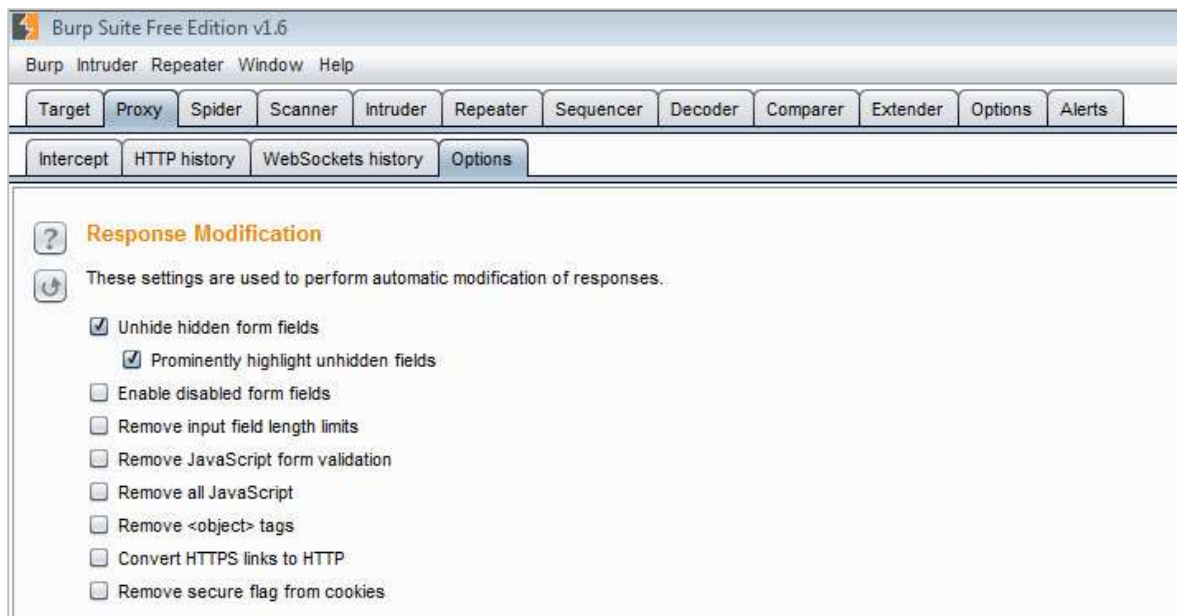 Burp Suite Free Edition v1.6
Burp Intruder Repeater Window Help
Target Proxy Spider Scanner Intruder Repeater Sequencer Decoder Comparer Extender Options Alerts
Intercept HTTP history WebSockets history Options
? Response Modification
These settings are used to perform automatic modification of responses.
Unhide hidden form fields
Prominently highlight unhidden fields
Enable disabled form fields
Remove input field length limits
Remove JavaScript form validation
Remove all JavaScript
Remove <object> tags
Convert HTTPS links to HTTP
Remove secure flag from cookies